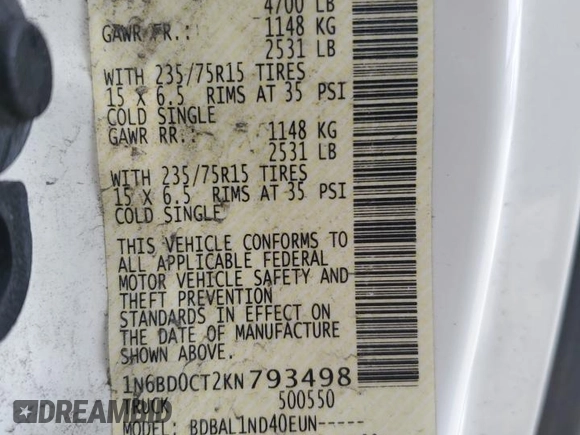 4700 LB
GAWR FR.: 1148 KG
2531 LB
WITH 235/75R15 TIRES
15 X 6.5 RIMS AT 35 PSI
COLD SINGLE
GAWR RR.: 1148 KG
2531 LB
WITH 235/75R15 TIRES
15 X 6.5 RIMS AT 35 PSI
COLD SINGLE
THIS VEHICLE CONFORMS TO
ALL APPLICABLE FEDERAL
MOTOR VEHICLE SAFETY AND
THEFT PREVENTION
STANDARDS IN EFFECT ON
THE DATE OF MANUFACTURE
SHOWN ABOVE.
1N6BD0CT2KN793498
TRUCK 500550
MODEL: BDBAL1ND40EUN-----
DREAMBID